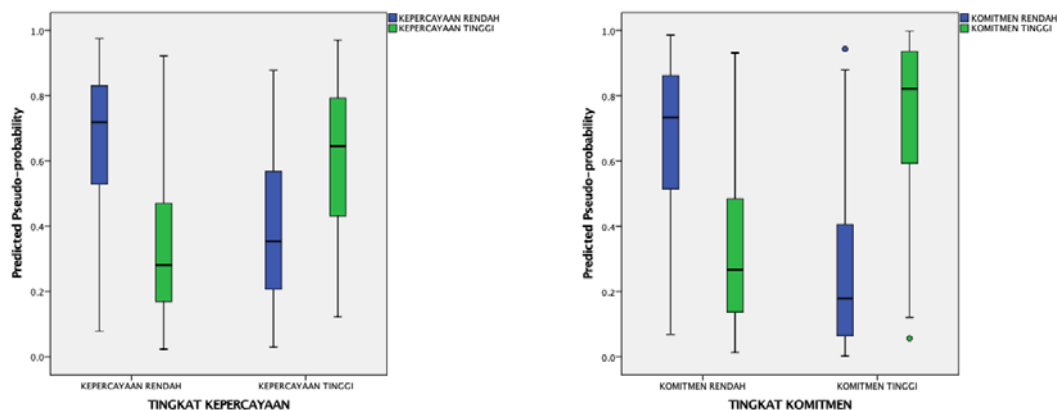 KEPERCAYAAN RENDAH
KEPERCAYAAN TINGGI
1.0
0.8
0.6
0.4
0.2
0.0
Predicted Pseudo-probability
KEPERCAYAAN RENDAH
KEPERCAYAAN TINGGI
TINGKAT KEPERCAYAAN
KOMITMEN RENDAH
KOMITMEN TINGGI
1.0
0.8
0.6
0.4
0.2
0.0
Predicted Pseudo-probability
KOMITMEN RENDAH
KOMITMEN TINGGI
TINGKAT KOMITMEN